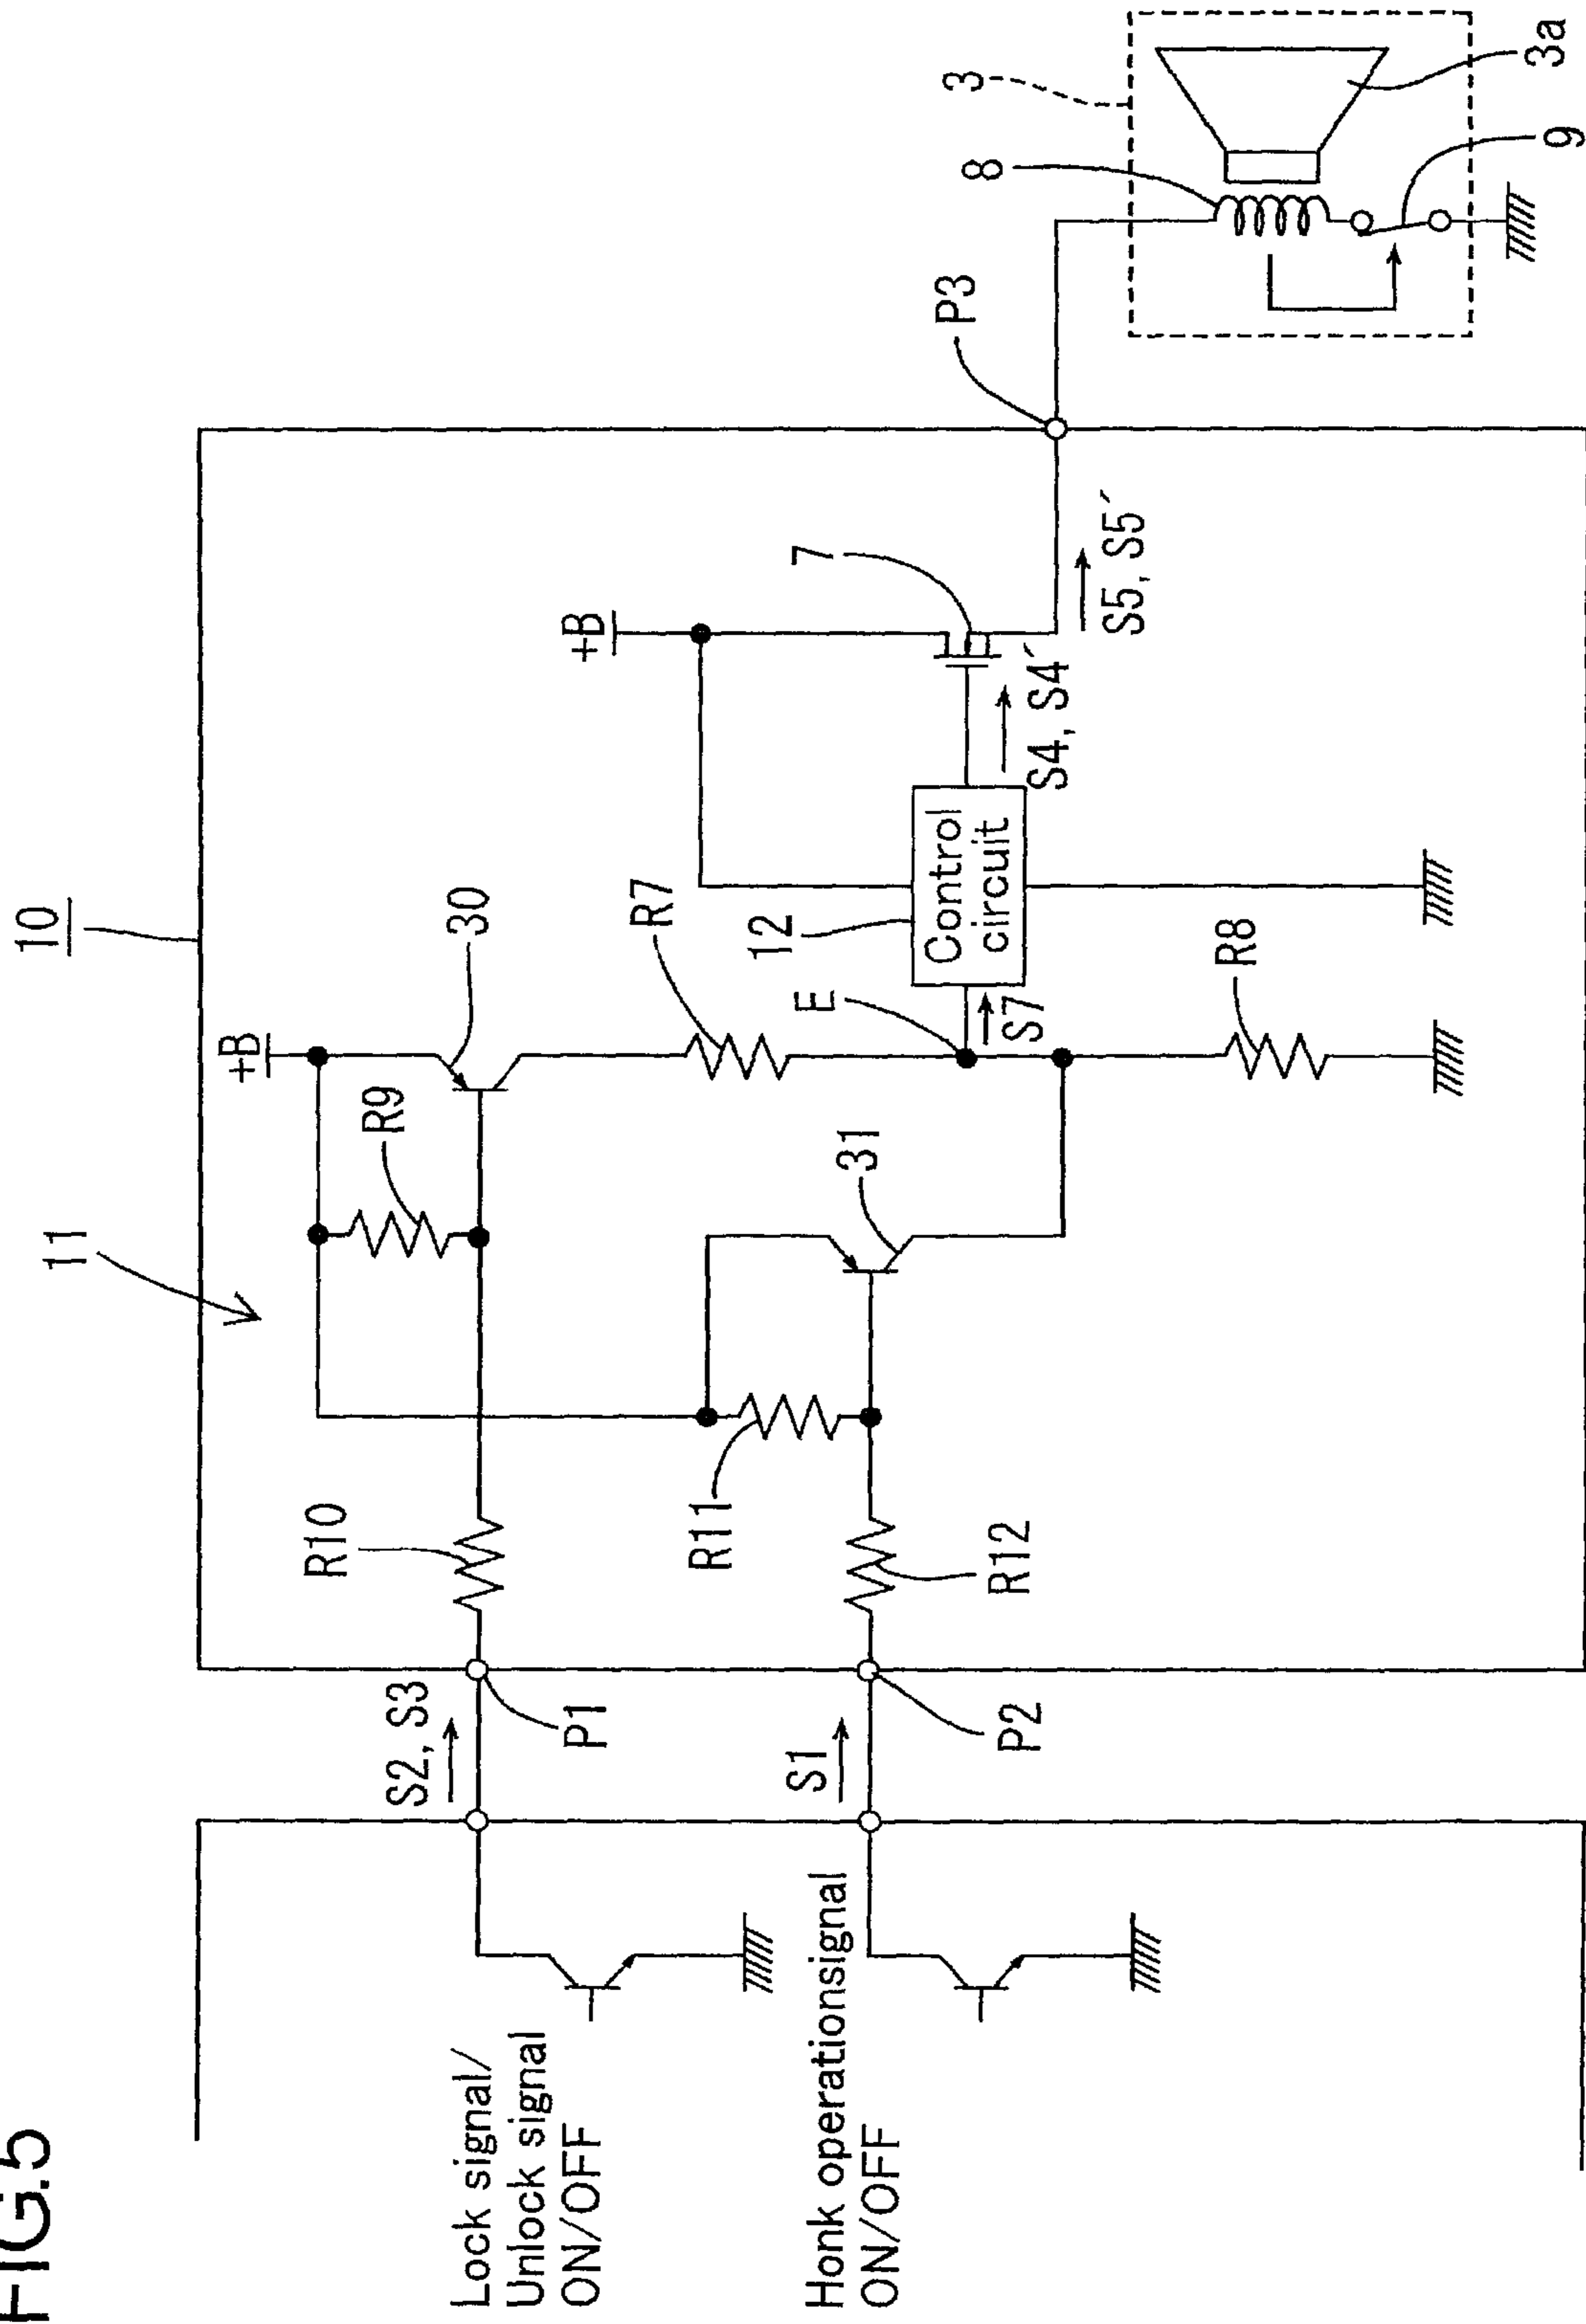 FIG.5
10
11
+B
30
R9
R10
R7
+B
7
3
8
P3
S2, S3
P1
R11
31
E
12
Control
circuit
S7
S4, S4´
S5, S5´
S1
P2
R12
R8
9
3a
Lock signal/
Unlock signal
ON/OFF
Honk operationsignal
ON/OFF